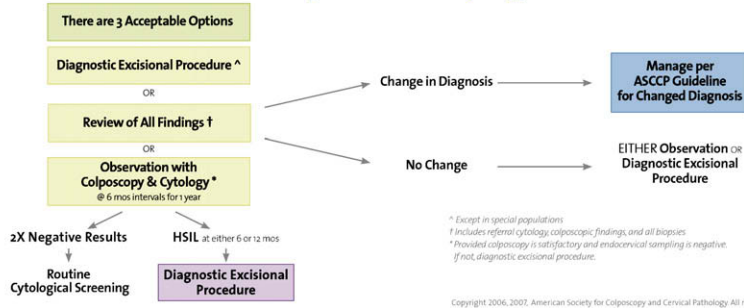 There are 3 Acceptable Options
Diagnostic Excisional Procedure ^
OR
Review of All Findings †
OR
Observation with
Colposcopy & Cytology *
@ 6 mos intervals for 1 year
2X Negative Results
Routine
Cytological Screening
HSIL at either 6 or 12 mos
Diagnostic Excisional
Procedure
Change in Diagnosis
Manage per
ASCCP Guideline
for Changed Diagnosis
No Change
EITHER Observation OR
Diagnostic Excisional
Procedure
^ Except in special populations
† Includes referral cytology, colposcopic findings, and all biopsies
* Provided colposcopy is satisfactory and endocervical sampling is negative.
If not, diagnostic excisional procedure.
Copyright 2006, 2007, American Society for Colposcopy and Cervical Pathology. All